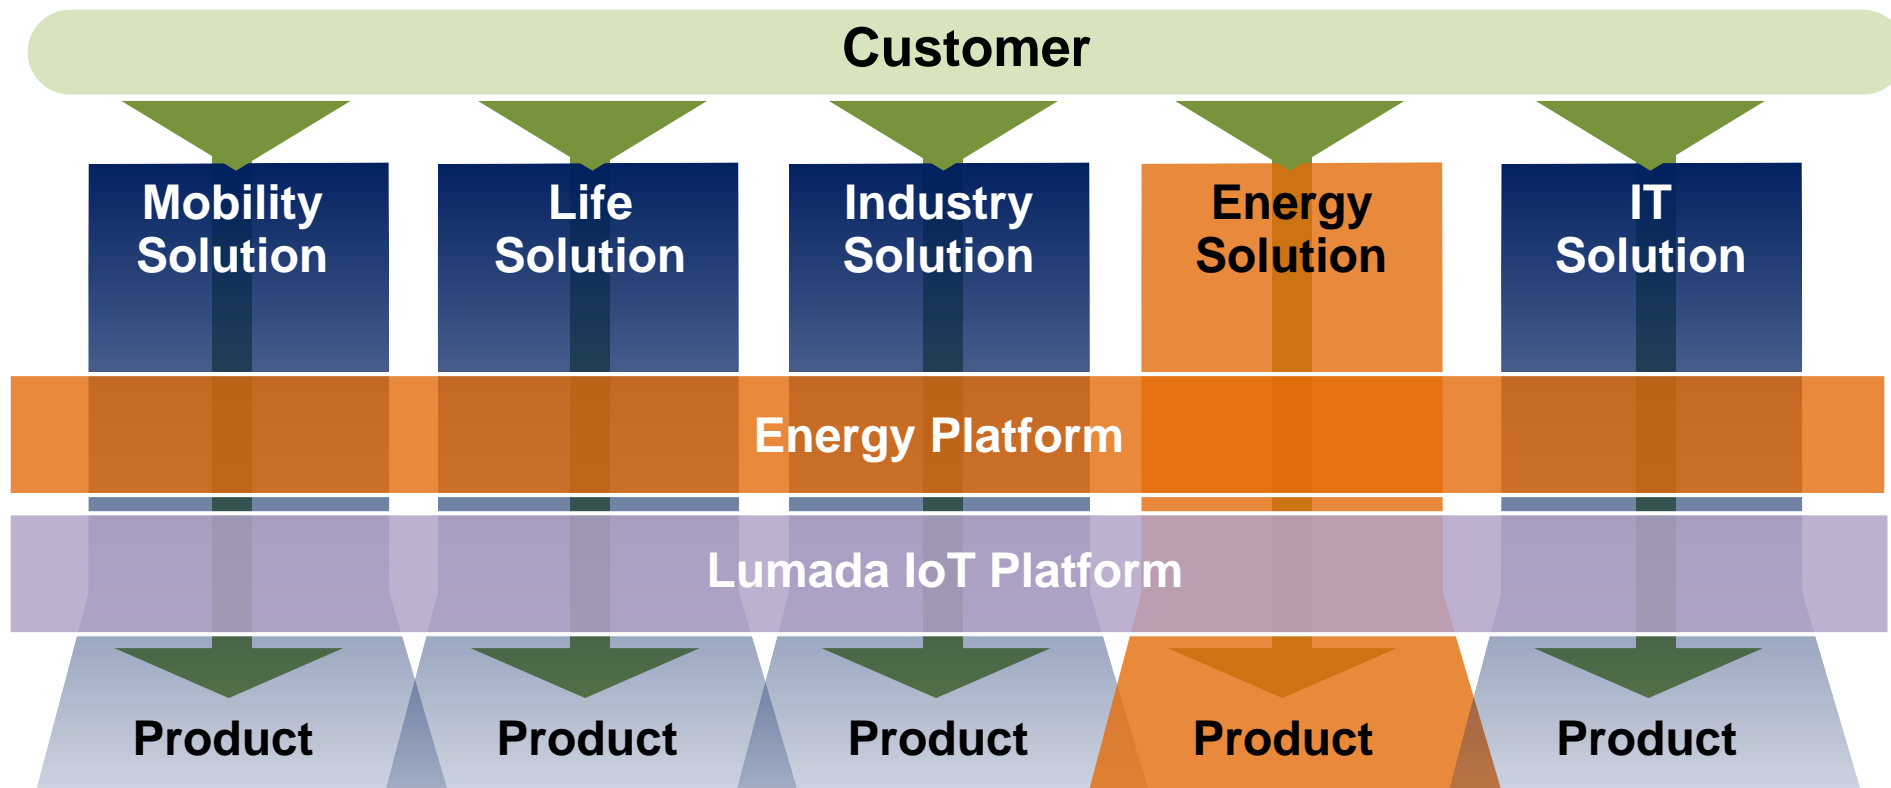 Customer
Mobility
Solution
Life
Solution
Industry
Solution
Energy
Solution
IT
Solution
Energy Platform
Lumada IoT Platform
Product
Product
Product
Product
Product